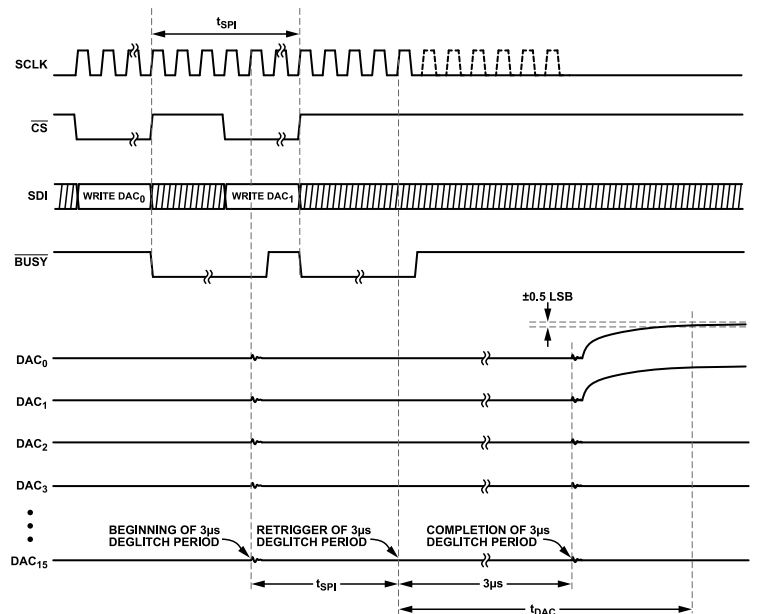 tSPI
SCLK
CS
SDI
WRITE DAC0
WRITE DAC1
BUSY
±0.5 LSB
DAC0
DAC1
DAC2
DAC3
BEGINNING OF 3µs
DEGLITCH PERIOD
RETRIGGER OF 3µs
DEGLITCH PERIOD
COMPLETION OF 3µs
DEGLITCH PERIOD
DAC15
tSPI
3µs
tDAC